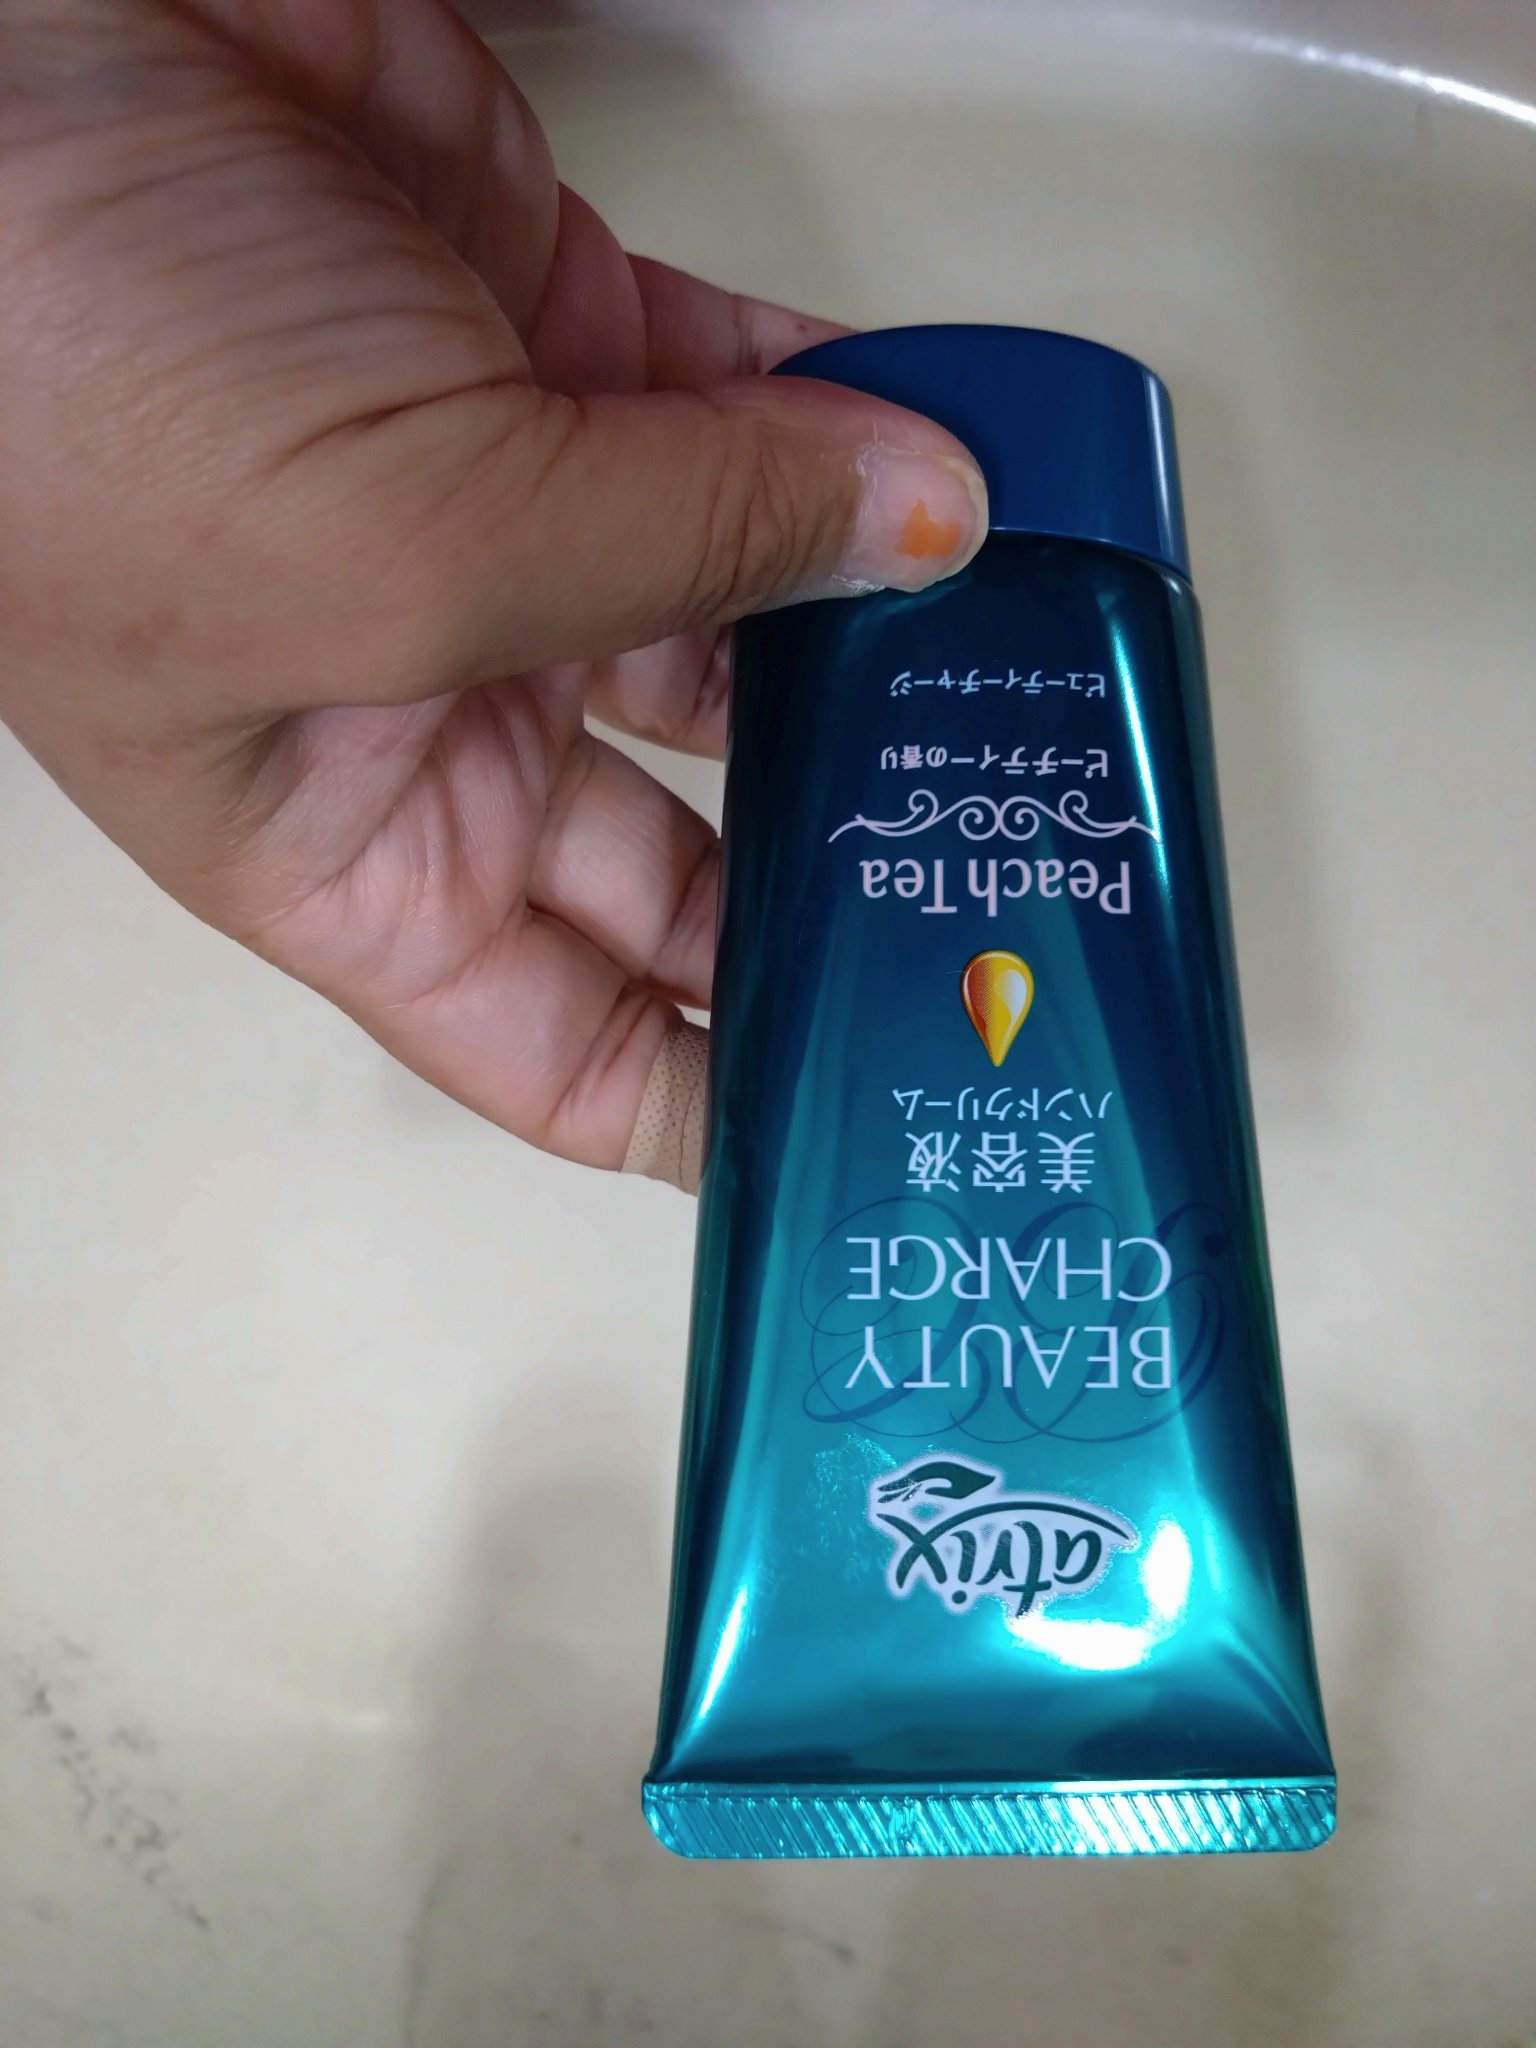 atrix
BEAUTY
CHARGE
美容液
ハンドクリーム
Peach Tea
ピーチティーの香り
ビューティーチャージ